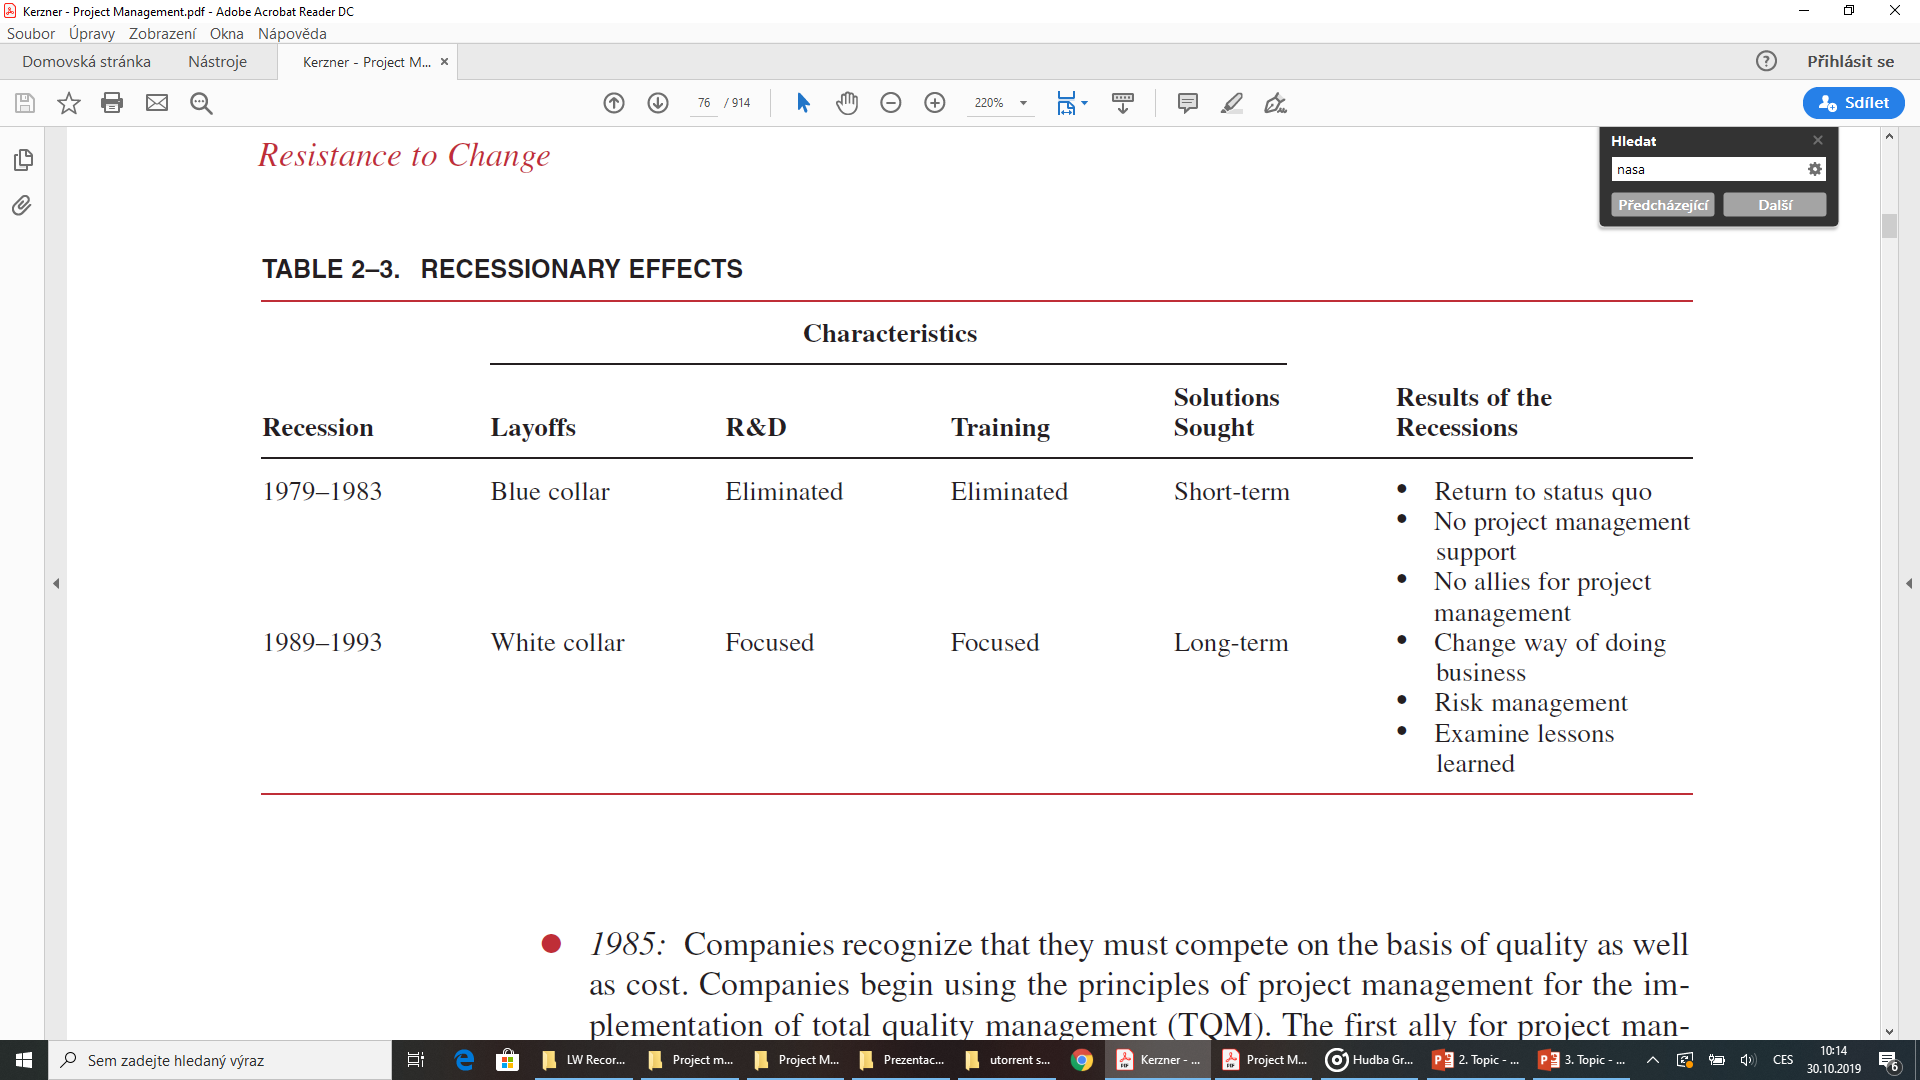 Kerzner - Project Management.pdf - Adobe Acrobat Reader DC
Soubor Úpravy Zobrazení Okna Nápověda
Domovská stránka Nástroje Kerzner - Project M... × ? Přihlásit se
76 / 914 220% Sdílet
Hledat
nasa
Předcházející Další
Resistance to Change
TABLE 2–3. RECESSIONARY EFFECTS
Characteristics
Solutions Results of the
Recession Layoffs R&D Training Sought Recessions
1979–1983 Blue collar Eliminated Eliminated Short-term • Return to status quo
• No project management
support
• No allies for project
management
1989–1993 White collar Focused Focused Long-term • Change way of doing
business
• Risk management
• Examine lessons
learned
● 1985: Companies recognize that they must compete on the basis of quality as well
as cost. Companies begin using the principles of project management for the im-
plementation of total quality management (TQM). The first ally for project man-
Sem zadejte hledaný výraz LW Recor... Project m... Project M... Prezentac... utorrent s... Kerzner - ... Project M... Hudba Gr... 2. Topic - ... 3. Topic - ... CES 10:14
30.10.2019 6